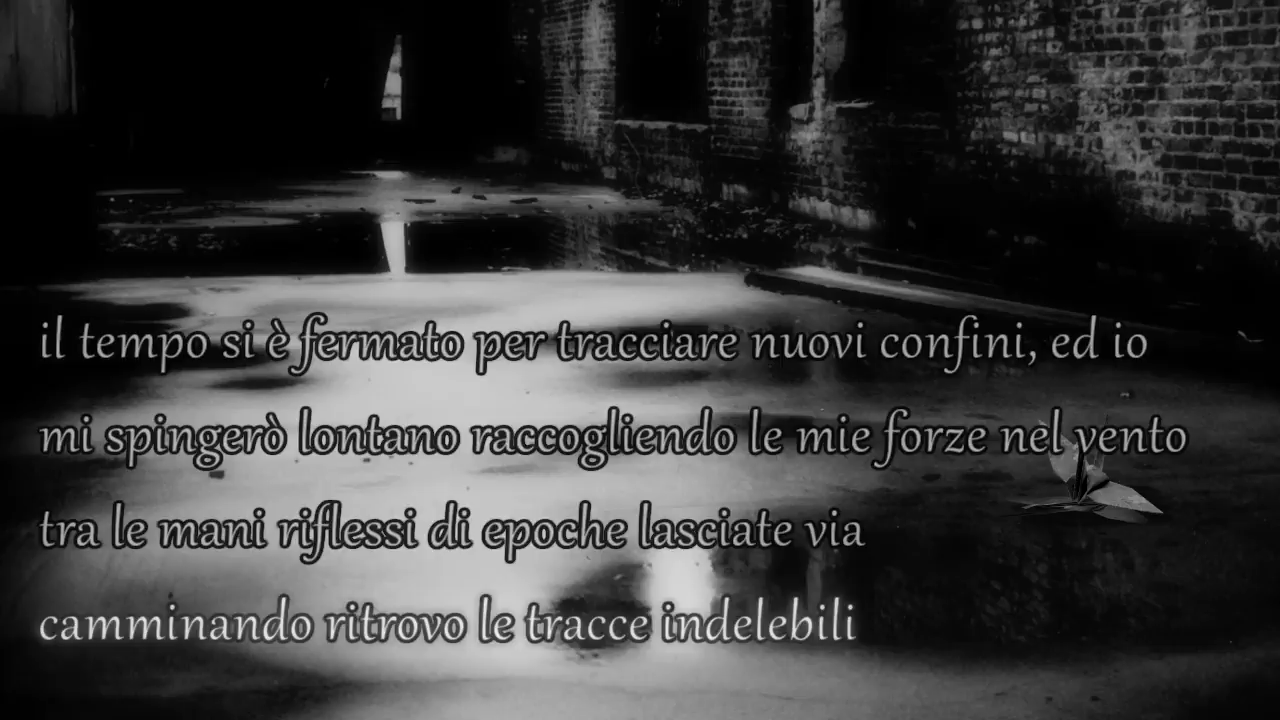 il tempo si è fermato per tracciare nuovi confini, ed io
mi spingerò lontano raccogliendo le mie forze nel vento
tra le mani riflessi di epoche lasciate via
camminando ritrovo le tracce indelebili